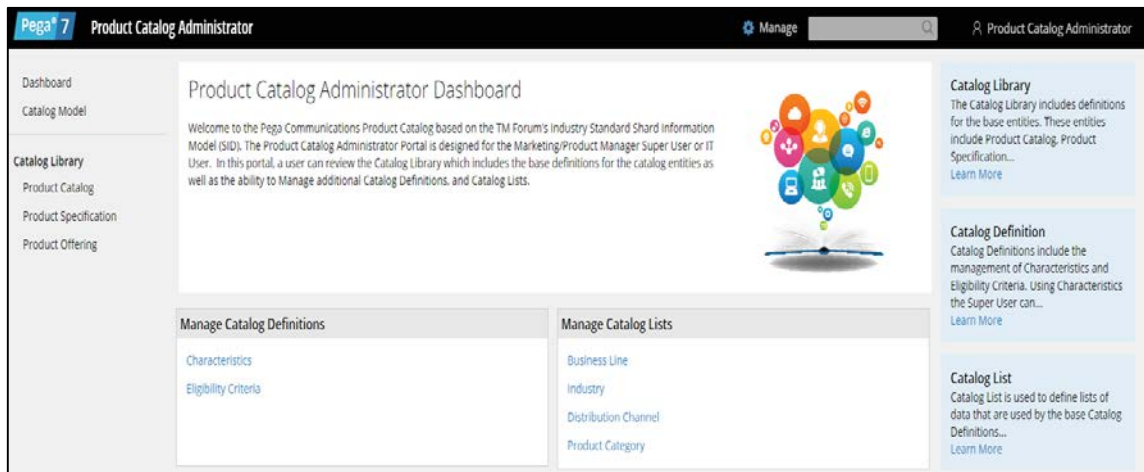 Pega® 7 Product Catalog Administrator Manage Product Catalog Administrator
Dashboard
Catalog Model
Catalog Library
Product Catalog
Product Specification
Product Offering
Product Catalog Administrator Dashboard
Welcome to the Pega Communications Product Catalog based on the TM Forum's Industry Standard Shard Information
Model (SID). The Product Catalog Administrator Portal is designed for the Marketing/Product Manager Super User or IT
User. In this portal, a user can review the Catalog Library which includes the base definitions for the catalog entities as
well as the ability to Manage additional Catalog Definitions, and Catalog Lists.
Manage Catalog Definitions
Characteristics
Eligibility Criteria
Manage Catalog Lists
Business Line
Industry
Distribution Channel
Product Category
Catalog Library
The Catalog Library includes definitions
for the base entities. These entities
include Product Catalog, Product
Specification...
Learn More
Catalog Definition
Catalog Definitions include the
management of Characteristics and
Eligibility Criteria. Using Characteristics
the Super User can...
Learn More
Catalog List
Catalog List is used to define lists of
data that are used by the base Catalog
Definitions...
Learn More